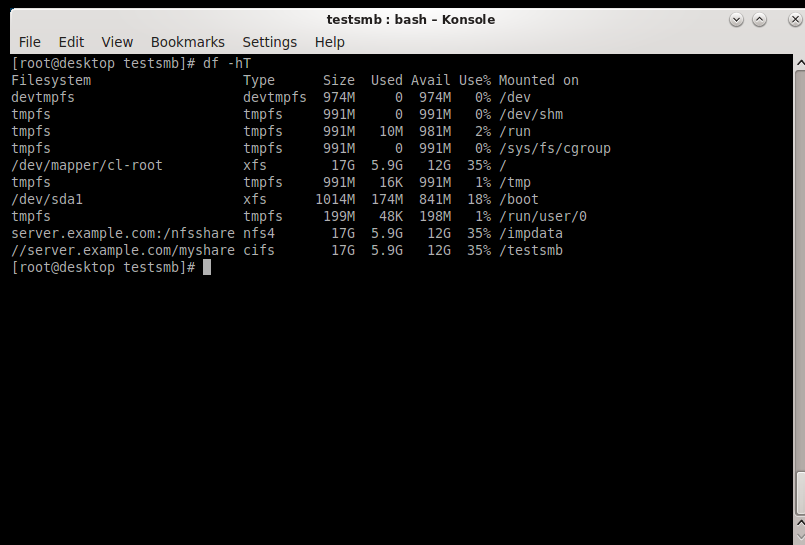 testsmb : bash – Konsole
File Edit View Bookmarks Settings Help
[root@desktop testsmb]# df -hT
Filesystem                   Type      Size  Used Avail Use% Mounted on
devtmpfs                     devtmpfs  974M     0  974M   0% /dev
tmpfs                        tmpfs     991M     0  991M   0% /dev/shm
tmpfs                        tmpfs     991M   10M  981M   2% /run
tmpfs                        tmpfs     991M     0  991M   0% /sys/fs/cgroup
/dev/mapper/cl-root          xfs        17G  5.9G   12G  35% /
tmpfs                        tmpfs     991M   16K  991M   1% /tmp
/dev/sda1                    xfs      1014M  174M  841M  18% /boot
tmpfs                        tmpfs     199M   48K  198M   1% /run/user/0
server.example.com:/nfsshare nfs4       17G  5.9G   12G  35% /impdata
//server.example.com/myshare cifs       17G  5.9G   12G  35% /testsmb
[root@desktop testsmb]#